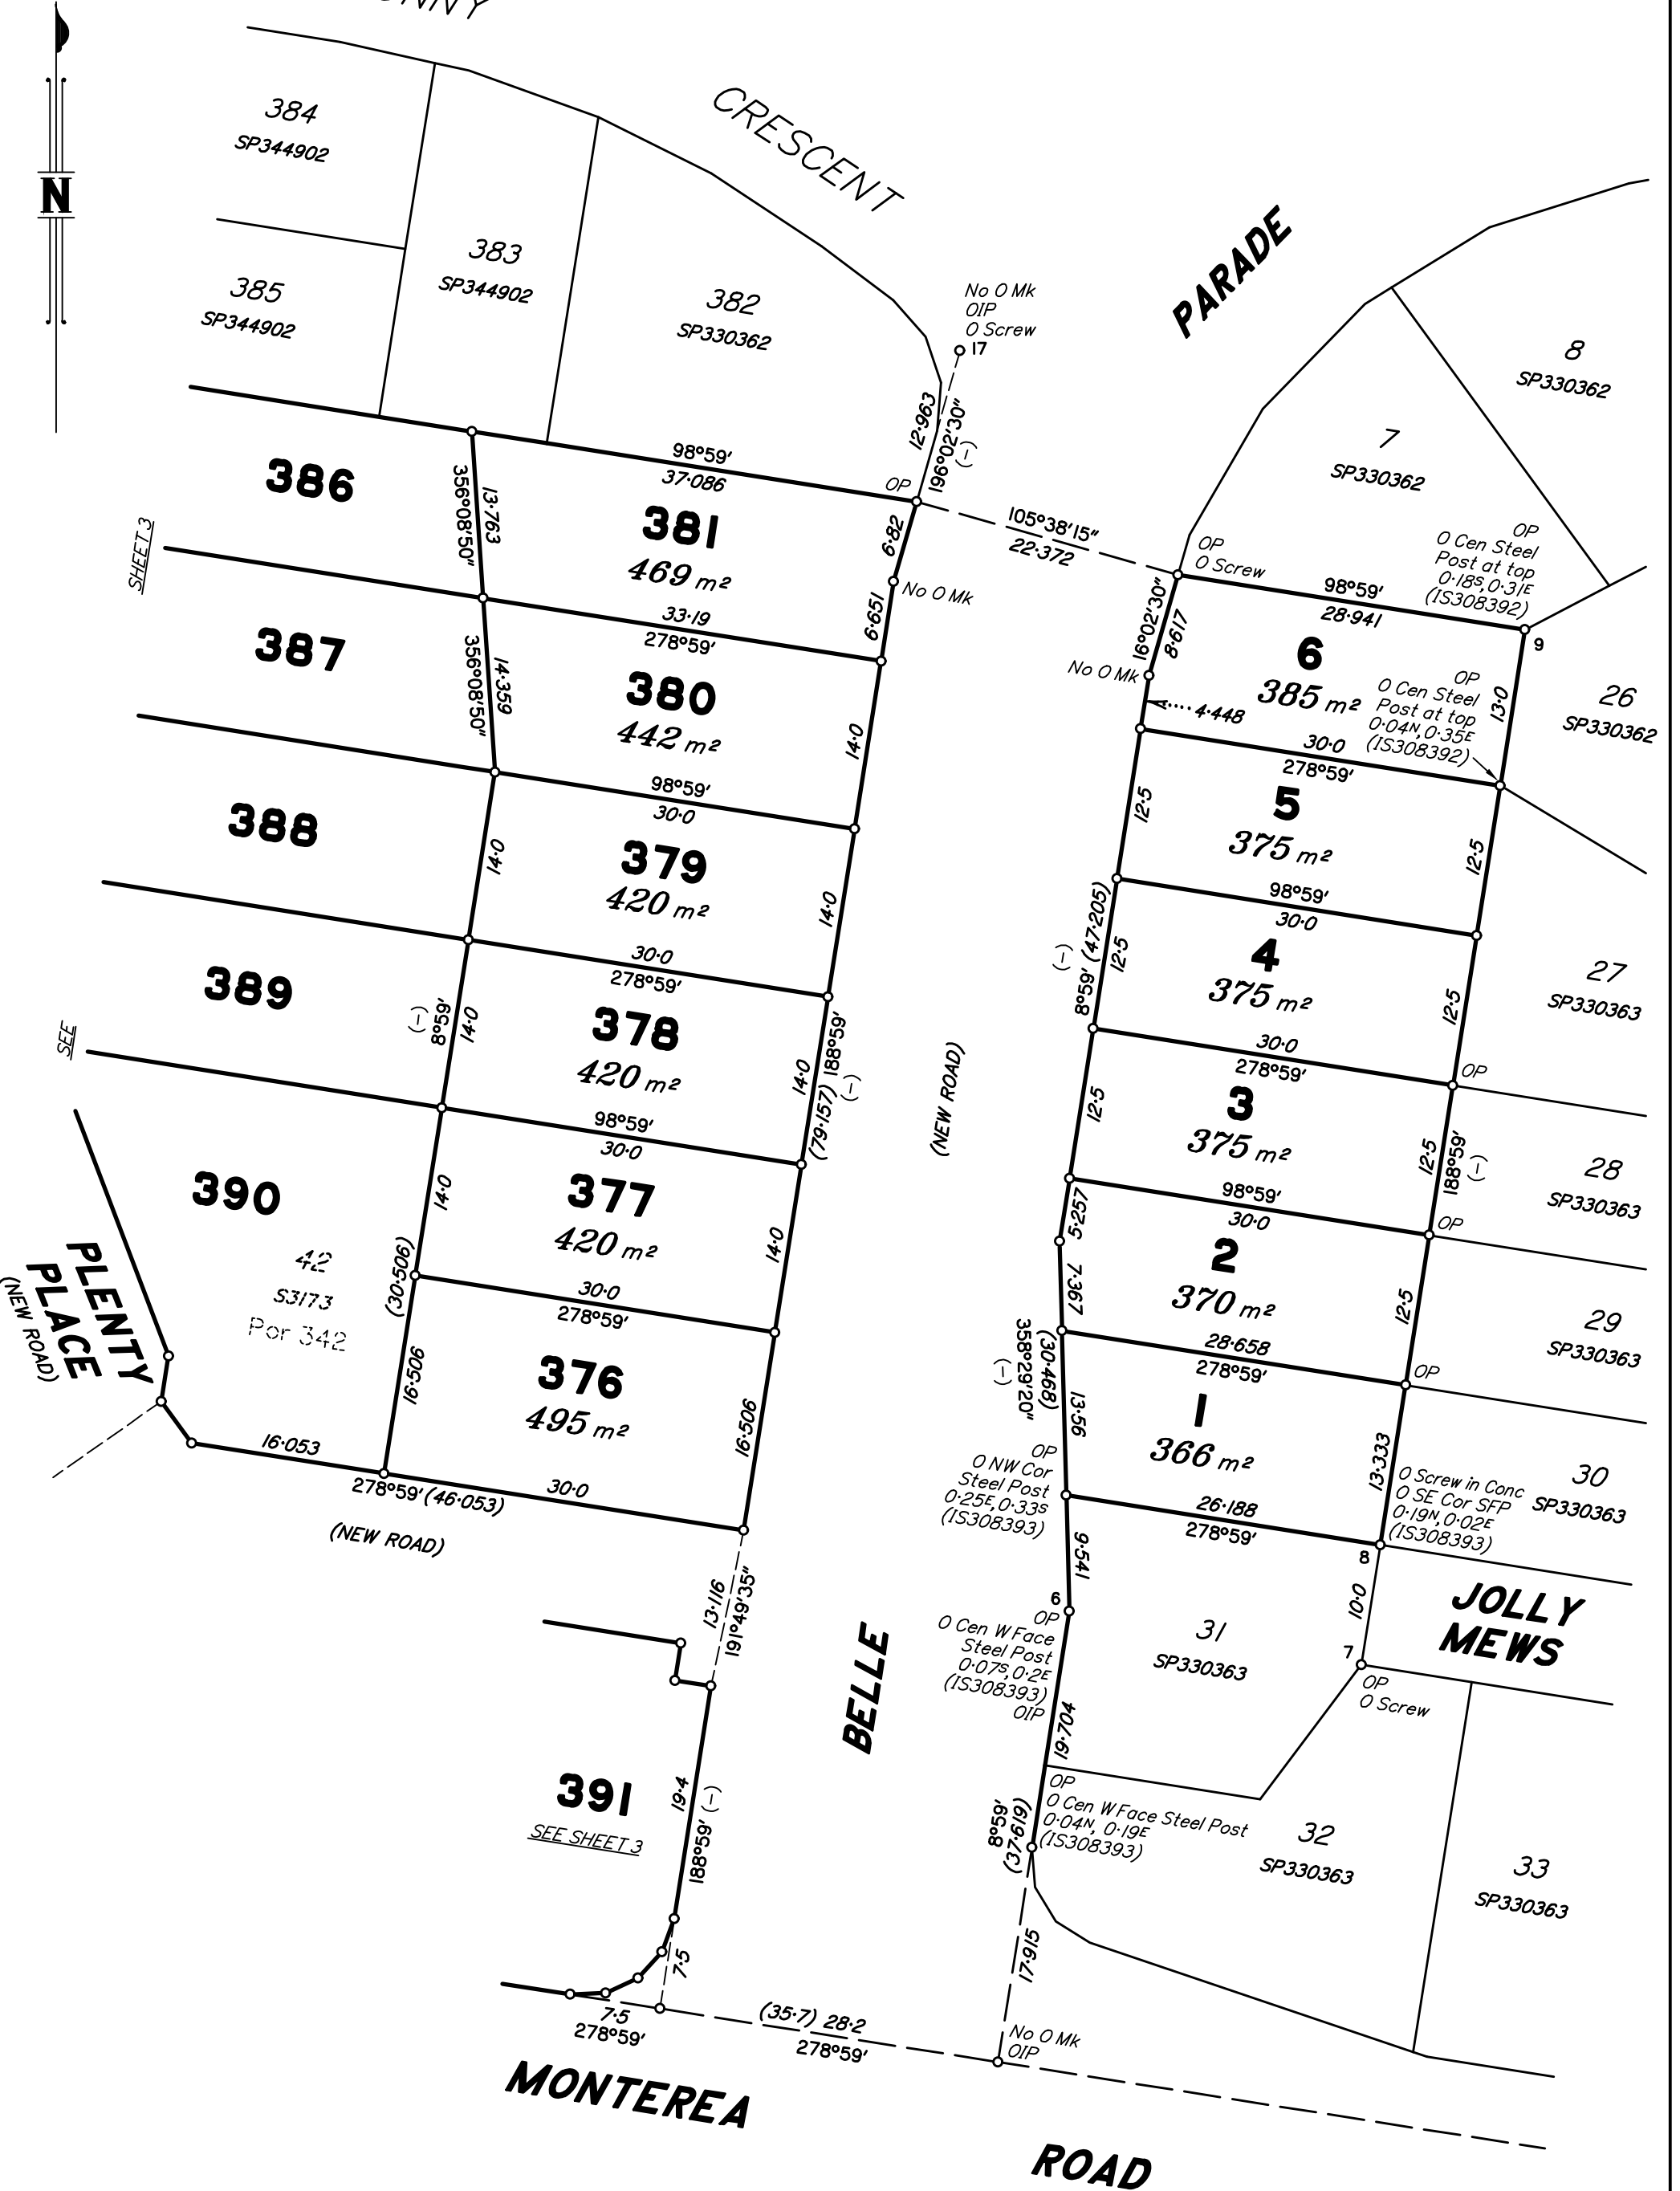 N
CRESCENT
PARADE
384
SP344902
385
SP344902
383
SP344902
382
SP330362
No O Mk
OIP
O Screw
17
12·963
196°02'30"
(–)
8
SP330362
7
SP330362
386
SHEET 3
98°59'
37·086
OP
356°08'50"
13·763
381
469 m²
6·82
No O Mk
6·651
105°38'15"
22·372
OP
O Screw
OP
O Cen Steel
Post at top
0·18S,0·31E
(IS308392)
98°59'
28·941
9
16°02'30"
8·617
No O Mk
4·448
6
385 m²
OP
O Cen Steel
Post at top
0·04N,0·35E
(IS308392)
13·0
26
SP330362
387
33·19
278°59'
356°08'50"
14·359
380
442 m²
14·0
30·0
278°59'
5
375 m²
12·5
12·5
388
98°59'
30·0
14·0
379
420 m²
14·0
98°59'
30·0
8°59' (47·205)
(–)
12·5
4
375 m²
12·5
27
SP330363
389
SEE
30·0
278°59'
(–)
8°59'
14·0
378
420 m²
14·0
(79·157) 188°59'
(–)
(NEW ROAD)
30·0
278°59'
OP
12·5
3
375 m²
12·5
188°59'
(–)
28
SP330363
390
42
S3173
Por 342
98°59'
30·0
14·0
(30·506)
377
420 m²
14·0
98°59'
30·0
OP
5·257
7·367
2
370 m²
12·5
29
SP330363
PLENTY
PLACE
(NEW ROAD)
30·0
278°59'
16·506
376
495 m²
16·506
28·658
278°59'
OP
(30·468)
358°29'20"
(–)
13·56
1
366 m²
13·333
30
SP330363
16·053
278°59' (46·053)
30·0
(NEW ROAD)
OP
O NW Cor
Steel Post
0·25E,0·33S
(IS308393)
26·188
278°59'
O Screw in Conc
O SE Cor SFP
0·19N,0·02E
(IS308393)
8
9·541
6
OP
O Cen W Face
Steel Post
0·07S,0·2E
(IS308393)
OIP
13·116
161°49'35"
31
SP330363
10·0
7
OP
O Screw
JOLLY
MEWS
BELLE
19·704
391
SEE SHEET 3
19·4
188°59' (–)
8°59'
(37·619)
OP
O Cen W Face Steel Post
0·04N, 0·19E
(IS308393)
32
SP330363
33
SP330363
7·5
17·915
7·5
278°59'
(35·7) 28·2
278°59'
No O Mk
OIP
MONTEREA
ROAD